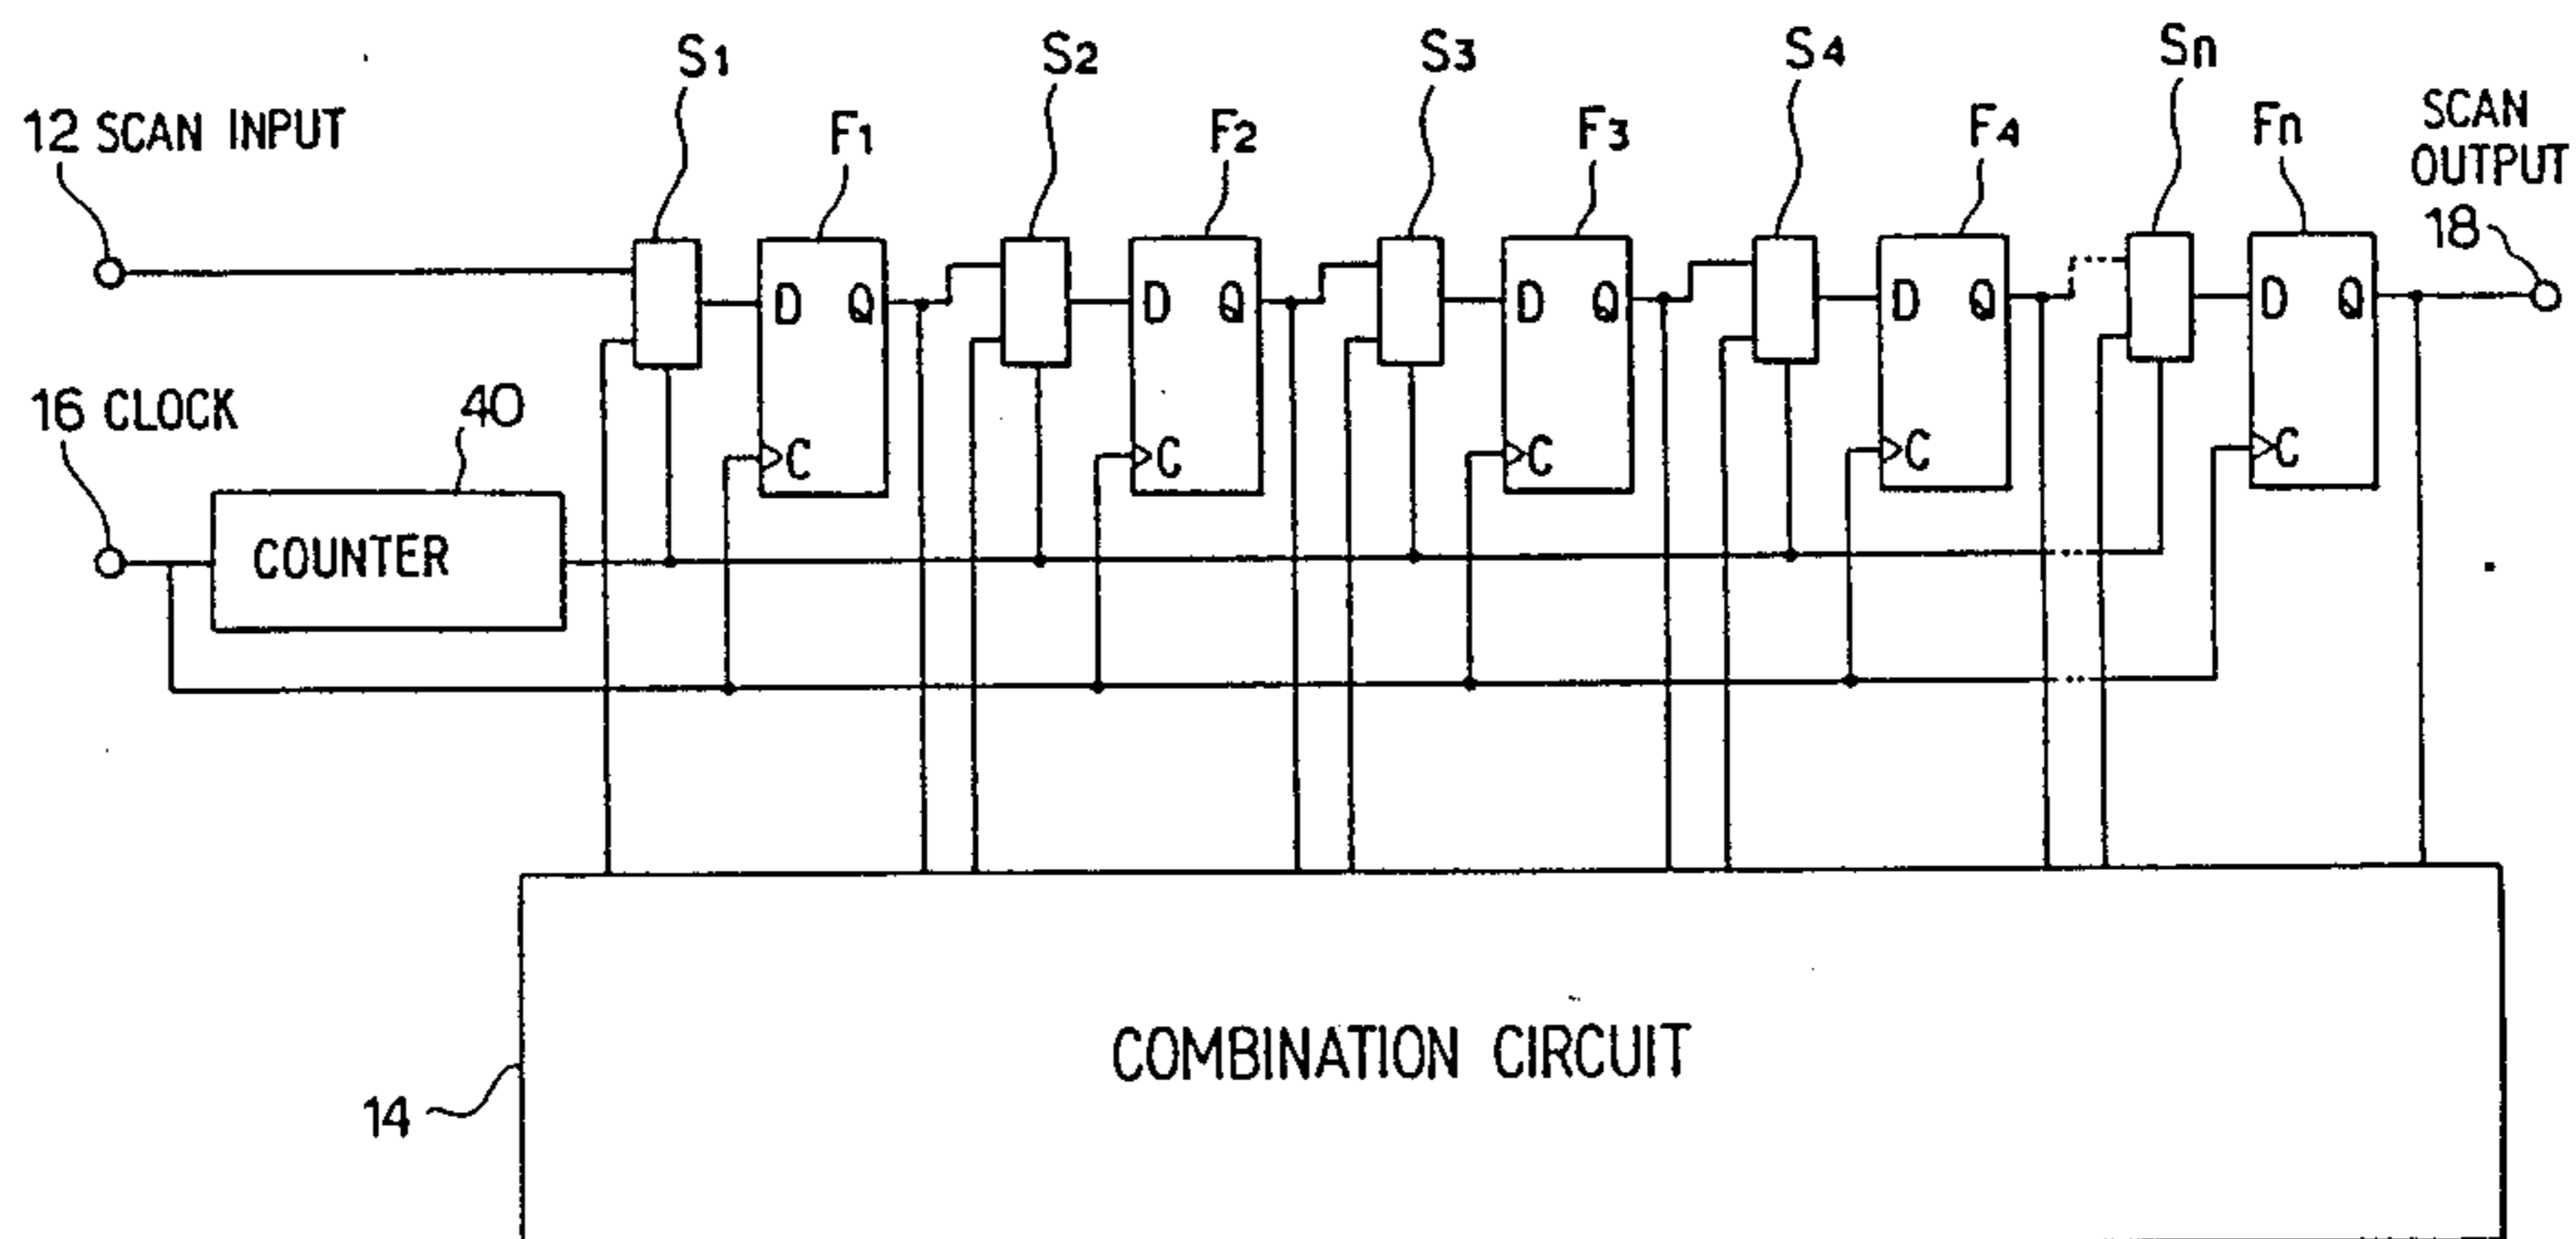 S1
S2
S3
S4
Sn
12 SCAN INPUT
F1
F2
F3
F4
Fn
SCAN
OUTPUT
18
D Q
D Q
D Q
D Q
D Q
16 CLOCK
40
C
C
C
C
C
COUNTER
COMBINATION CIRCUIT
14